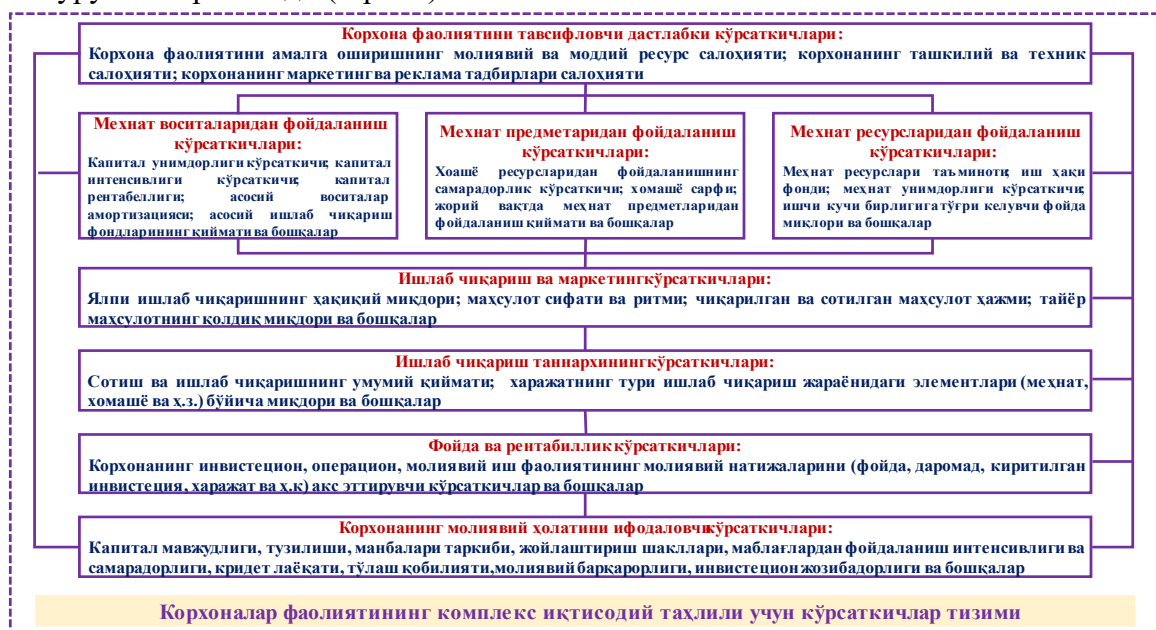 Корхона фаолиятини тавсифловчи дастлабки кўрсаткичлари:
Корхона фаолиятини амалга оширишнинг молиявий ва моддий ресурс салоҳияти; корхонанинг ташкилий ва техник
салоҳияти; корхонанинг маркетинг ва реклама тадбирлари салоҳияти
Мехнат воситаларидан фойдаланиш
кўрсаткичлари:
Капитал унимдорлиги кўрсаткичи; капитал
интенсивлиги кўрсаткичи; капитал
рентабеллиги; асосий воситалар
амортизацияси; асосий ишлаб чиқариш
фондларининг қиймати ва бошқалар
Мехнат предметаридан фойдаланиш
кўрсаткичлари:
Хоашё ресурсларидан фойдаланишнинг
самарадорлик кўрсаткичи; хомашё сарфи;
жорий вақтда меҳнат предметларидан
фойдаланиш қиймати ва бошқалар
Мехнат ресурсларидан фойдаланиш
кўрсаткичлари:
Меҳнат ресурслари таъминоти; иш ҳақи
фонди; меҳнат унимдорлиги кўрсаткичи;
ишчи кучи бирлигига тўғри келувчи фойда
миқлори ва бошқалар
Ишлаб чиқариш ва маркетинг кўрсаткичлари:
Ялпи ишлаб чиқаришнинг ҳақиқий миқдори; маҳсулот сифати ва ритми; чиқарилган ва сотилган маҳсулот ҳажми; тайёр
маҳсулотнинг қолдиқ миқдори ва бошқалар
Ишлаб чиқариш таннархининг кўрсаткичлари:
Сотиш ва ишлаб чиқаришнинг умумий қиймати; харажатнинг тури ишлаб чиқариш жараёнидаги элементлари (меҳнат,
хомашё ва ҳ.з.) бўйича миқдори ва бошқалар
Фойда ва рентабиллик кўрсаткичлари:
Корхонанинг инвистецион, операцион, молиявий иш фаолиятининг молиявий натижаларини (фойда, даромад, киритилган
инвистеция, харажат ва ҳ.к) акс эттирувчи кўрсаткичлар ва бошқалар
Корхонанинг молиявий ҳолатини ифодаловчи кўрсаткичлари:
Капитал мавжудлиги, тузилиши, манбалари таркиби, жойлаштириш шакллари, маблағлардан фойдаланиш интенсивлиги ва
самарадорлиги, кридет лаёқати, тўлаш қобилияти, молиявий барқарорлиги, инвистецион жозибадорлиги ва бошқалар
Корхоналар фаолиятининг комплекс иқтисодий таҳлили учун кўрсаткичлар тизими